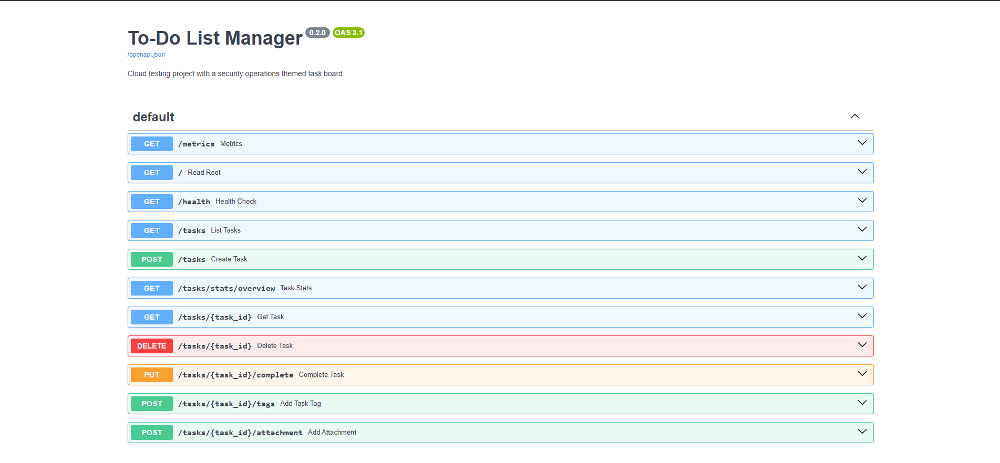 To-Do List Manager 0.2.0 OAS 3.1
/openapi.json
Cloud testing project with a security operations themed task board.
default
GET /metrics Metrics
GET / Read Root
GET /health Health Check
GET /tasks List Tasks
POST /tasks Create Task
GET /tasks/stats/overview Task Stats
GET /tasks/{task_id} Get Task
DELETE /tasks/{task_id} Delete Task
PUT /tasks/{task_id}/complete Complete Task
POST /tasks/{task_id}/tags Add Task Tag
POST /tasks/{task_id}/attachment Add Attachment